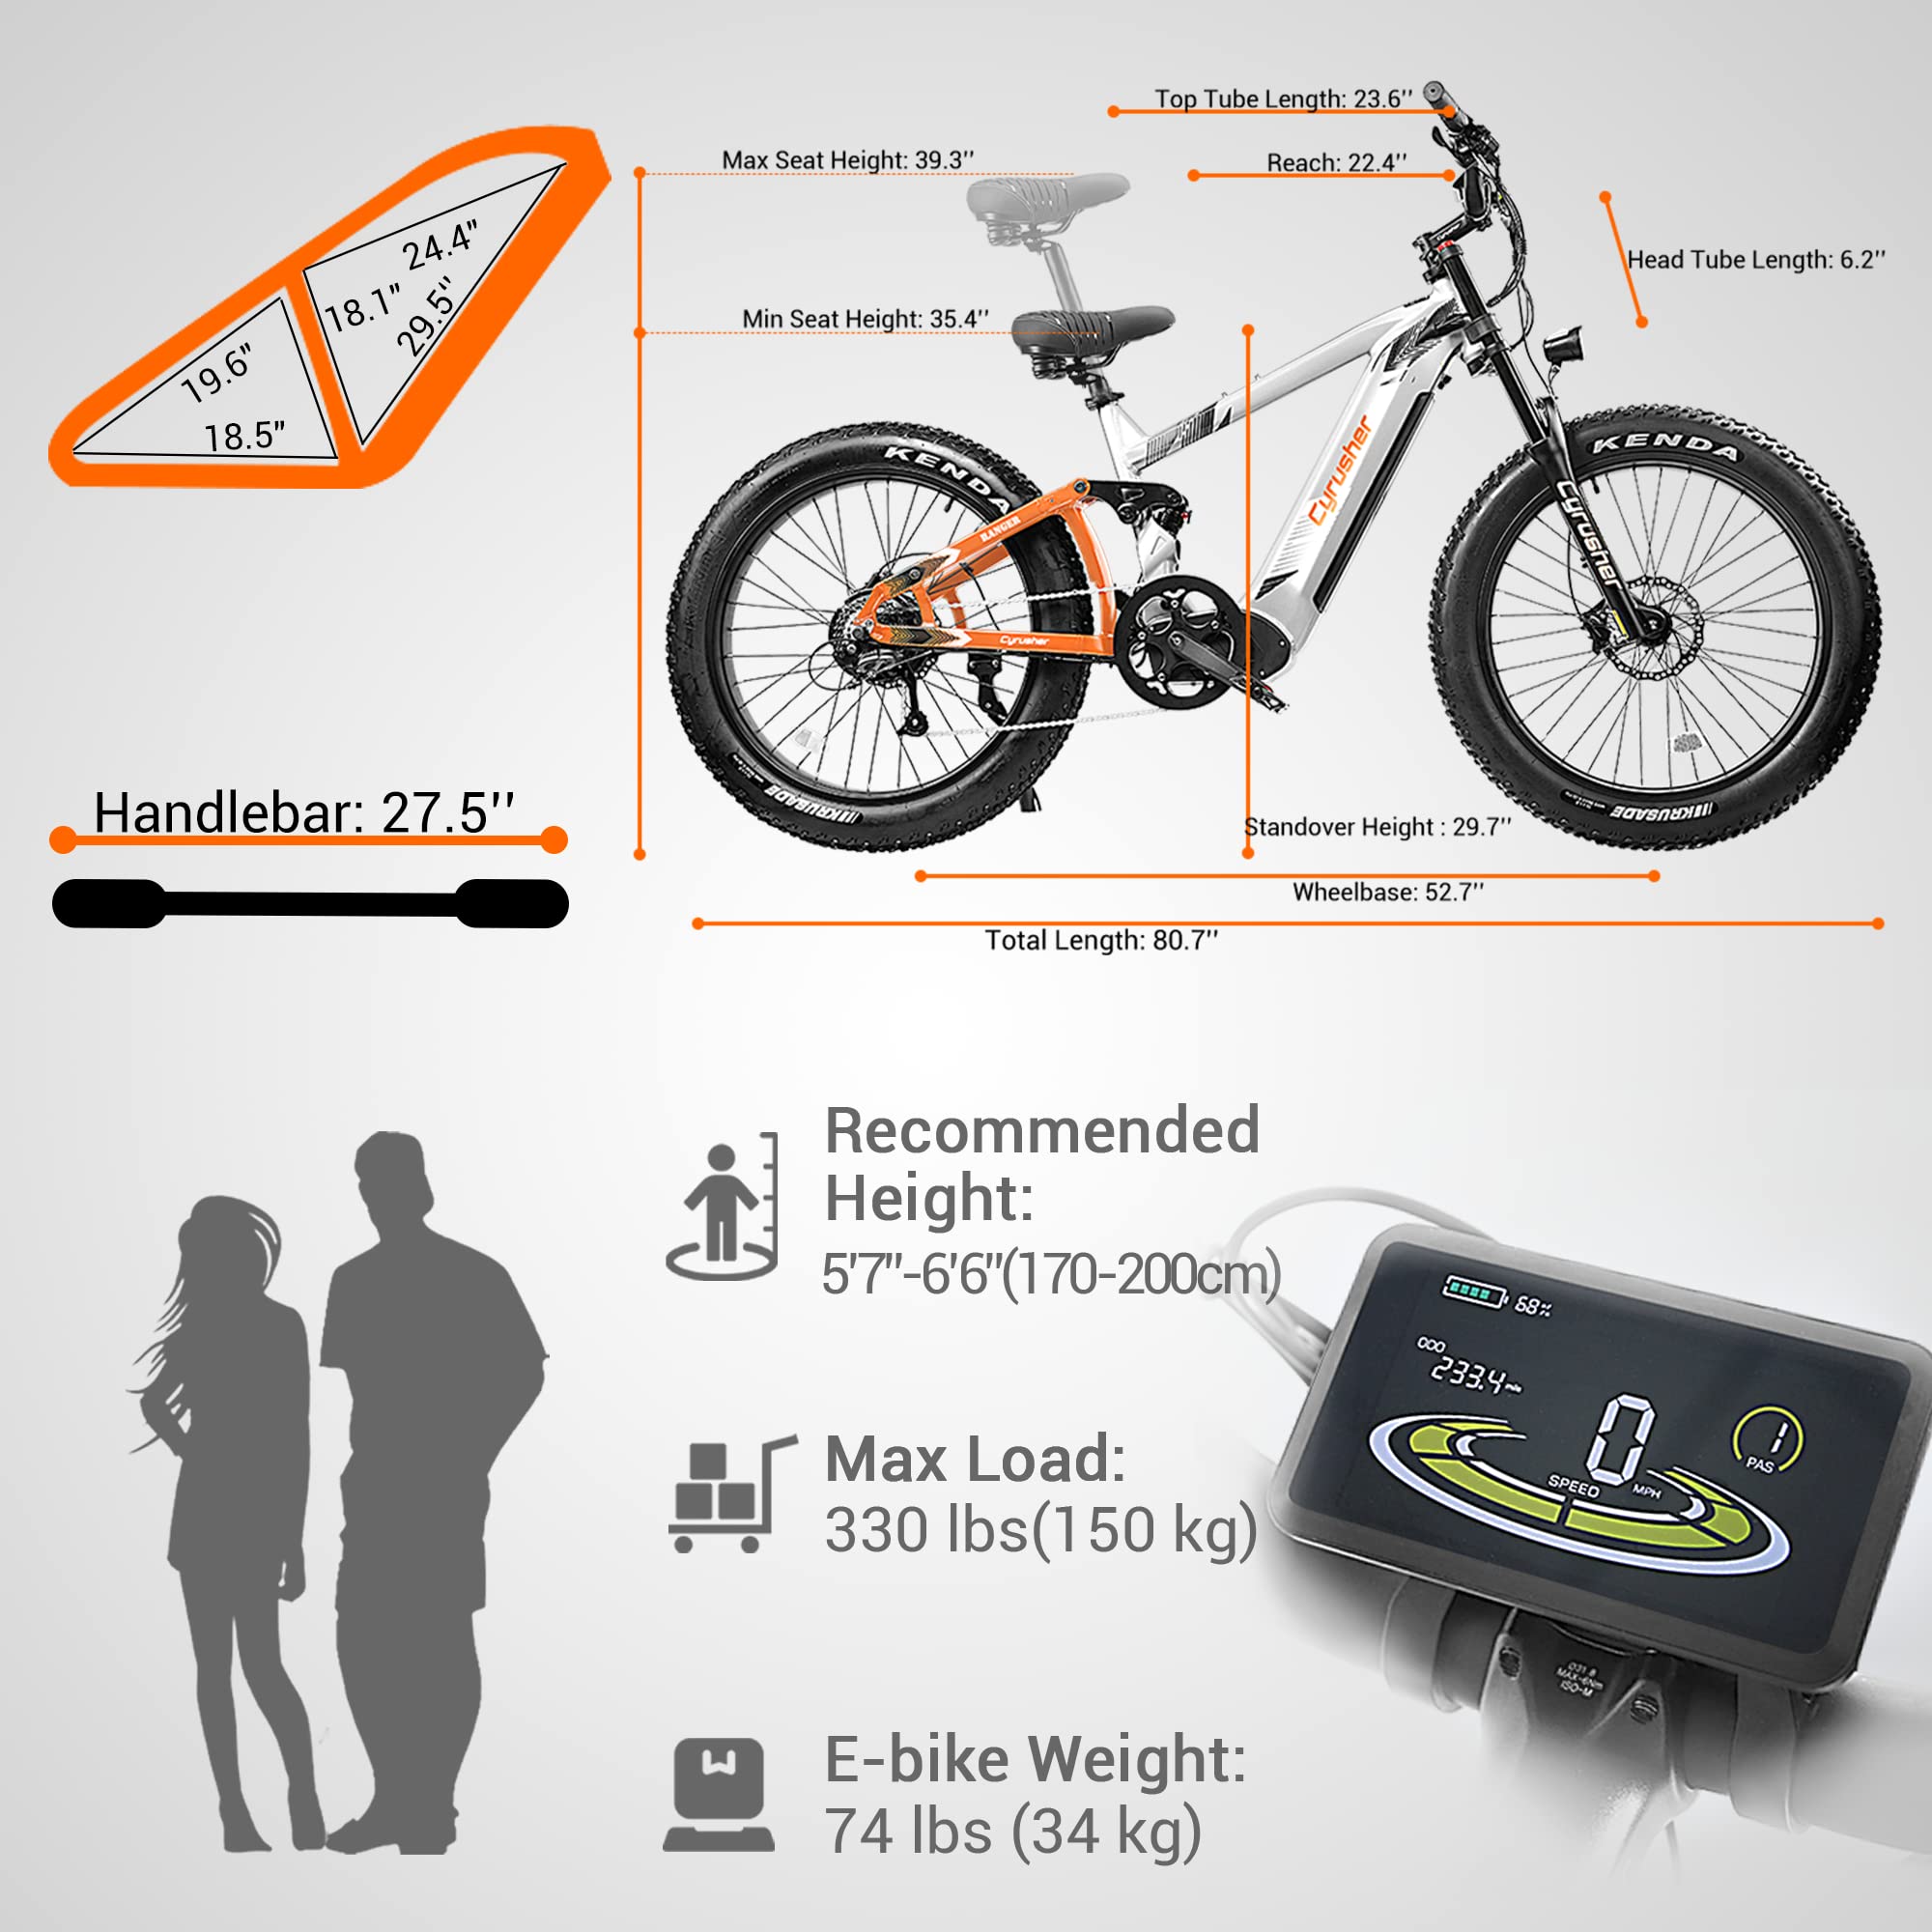 Top Tube Length: 23.6''
Max Seat Height: 39.3''
Reach: 22.4''
24.4"
18.1"
29.5"
19.6"
18.5"
Head Tube Length: 6.2''
Min Seat Height: 35.4''
KENDA
KENDA
Cyrusher
Cyrusher
RANGER
Cyrusher
KRUSADE
KRUSADE
Handlebar: 27.5''
Standover Height : 29.7''
Wheelbase: 52.7''
Total Length: 80.7''
Recommended
Height:
5'7"-6'6"(170-200cm)
68%
233.4
0
1
PAS
SPEED
MPH
Max Load:
330 lbs(150 kg)
MAX=6Nm
ISO-M
E-bike Weight:
74 lbs (34 kg)